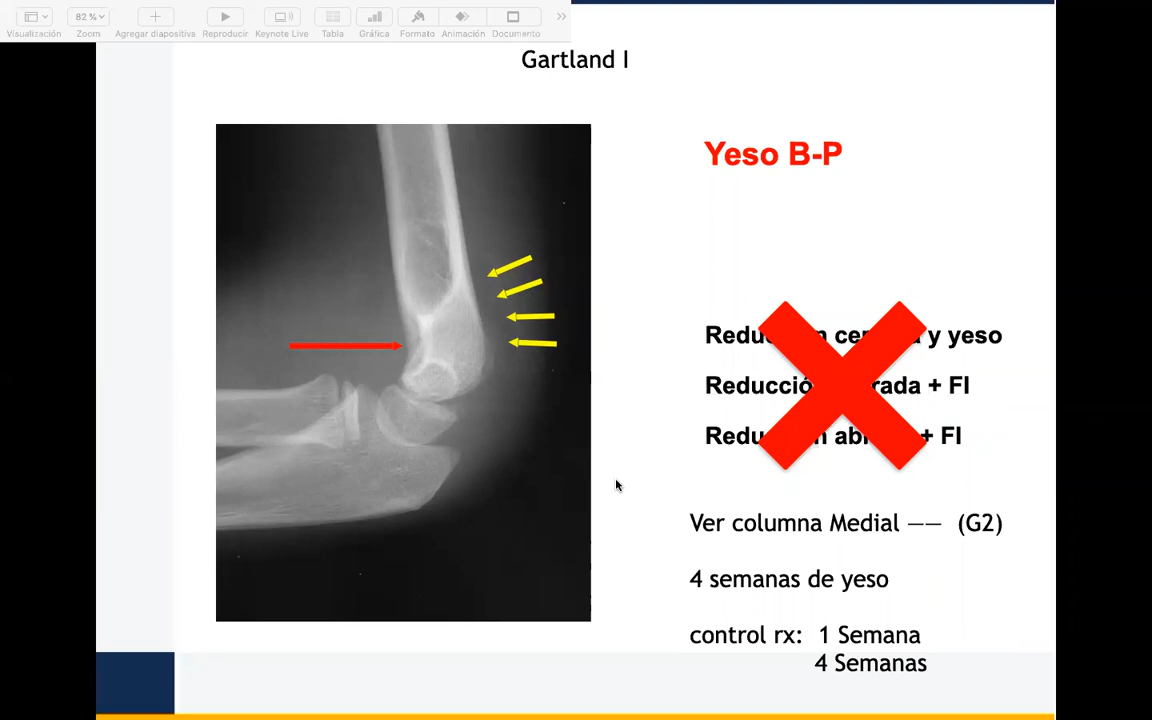 82 %
Visualización Zoom Agregar diapositiva Reproducir Keynote Live Tabla Gráfica Formato Animación Documento
Gartland I
Yeso B-P
y yeso
+ FI
+ FI
Ver columna Medial —— (G2)
4 semanas de yeso
control rx: 1 Semana
4 Semanas